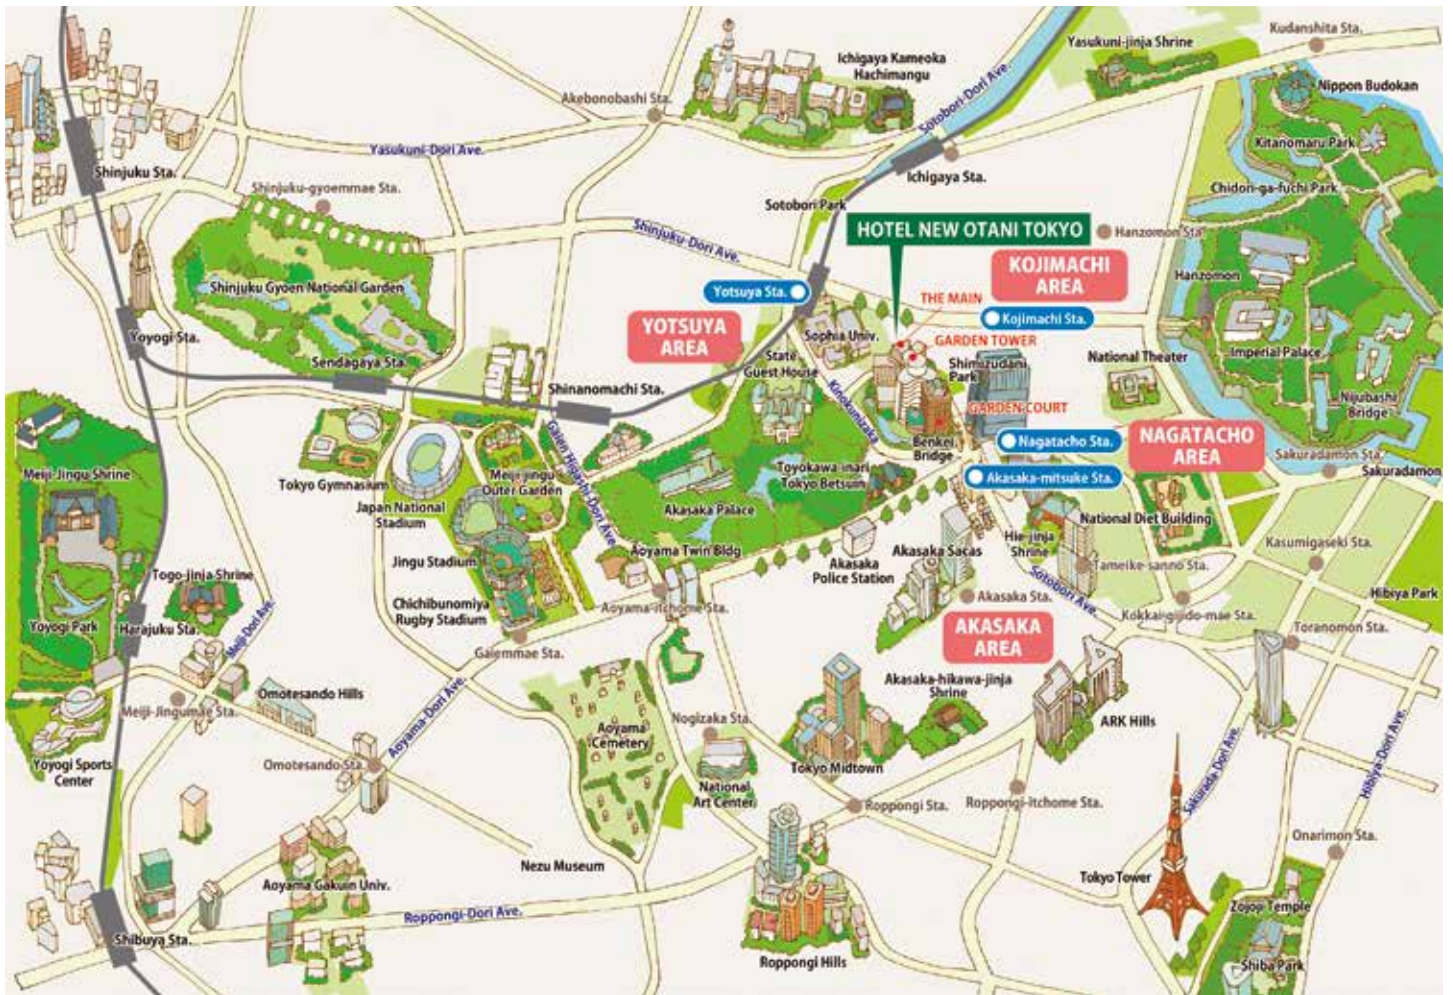 Kudanshita Sta.
Yasukuni-jinja Shrine
Ichigaya Kameoka
Hachimangu
Sotobori-Dori Ave.
Nippon Budokan
Akebonobashi Sta.
Kitanomaru Park
Yasukuni-Dori Ave.
Shinjuku Sta.
Ichigaya Sta.
Shinjuku-gyoemmae Sta.
Chidori-ga-fuchi Park
Sotobori Park
HOTEL NEW OTANI TOKYO
Hanzomon Sta.
Shinjuku-Dori Ave.
KOJIMACHI
AREA
Hanzomon
Shinjuku Gyoen National Garden
Yotsuya Sta.
THE MAIN
Kojimachi Sta.
YOTSUYA
AREA
Sophia Univ.
GARDEN TOWER
Yoyogi Sta.
Sendagaya Sta.
State
Guest House
Shimizudani
Park
National Theater
Imperial Palace
Shinanomachi Sta.
Kinokunizaka
GARDEN COURT
Nijubashi
Bridge
Gaien Higashi-Dori Ave.
Benkei
Bridge
Nagatacho Sta.
NAGATACHO
AREA
Sakuradamon Sta.
Sakuradamon
Meiji-Jingu Shrine
Tokyo Gymnasium
Meiji-jingu
Outer Garden
Toyokawa-inari
Tokyo Betsuin
Akasaka-mitsuke Sta.
Japan National
Stadium
Akasaka Palace
National Diet Building
Jingu Stadium
Aoyama Twin Bldg
Akasaka
Police Station
Akasaka Sacas
Hie-jinja
Shrine
Kasumigaseki Sta.
Togo-jinja Shrine
Tameike-sanno Sta.
Sotobori Ave.
Hibiya Park
Chichibunomiya
Rugby Stadium
Aoyama-itchome Sta.
Akasaka Sta.
Kokkai-gijido-mae Sta.
Toranomon Sta.
Yoyogi Park
Harajuku Sta.
Meiji-Dori Ave.
Gaiemmae Sta.
AKASAKA
AREA
Omotesando Hills
Akasaka-hikawa-jinja
Shrine
Meiji-Jingumae Sta.
Aoyama-Dori Ave.
Aoyama
Cemetery
Nogizaka Sta.
ARK Hills
Yoyogi Sports
Center
Omotesando Sta.
Tokyo Midtown
Sakurada-Dori Ave.
Hibiya-Dori Ave.
National
Art Center
Roppongi Sta.
Roppongi-itchome Sta.
Onarimon Sta.
Nezu Museum
Tokyo Tower
Aoyama Gakuin Univ.
Roppongi-Dori Ave.
Zojoji Temple
Shibuya Sta.
Roppongi Hills
Shiba Park